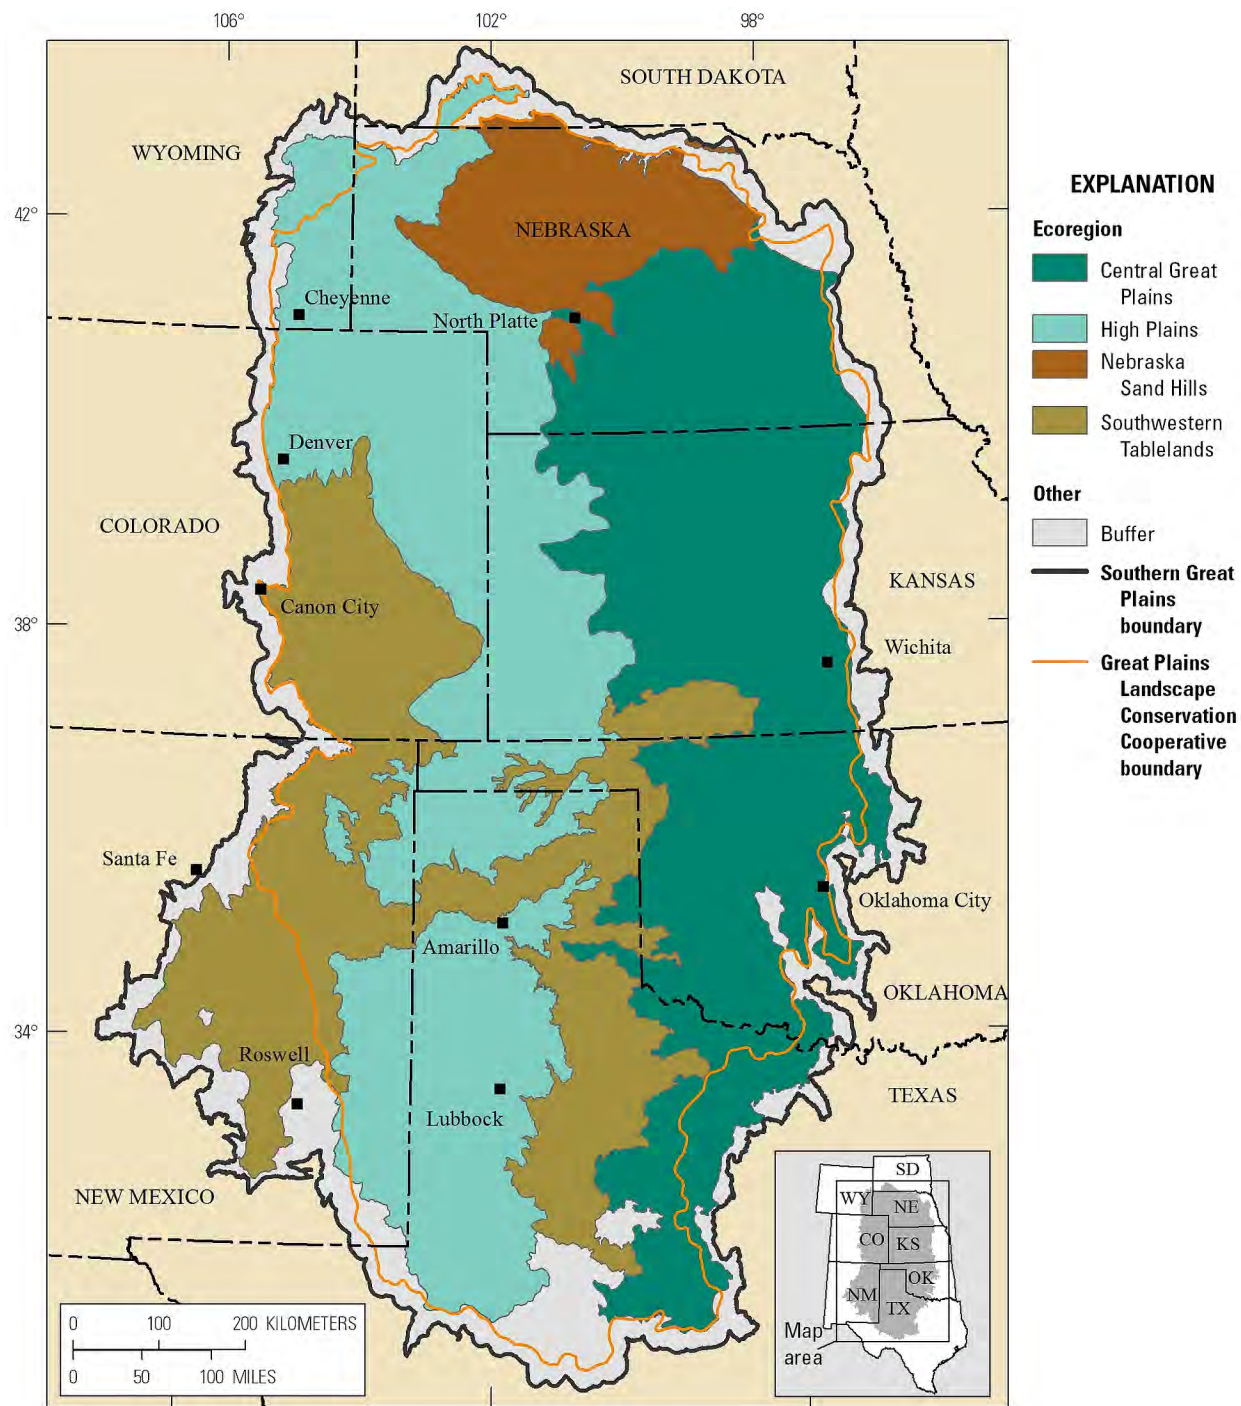 106°
102°
98°
SOUTH DAKOTA
WYOMING
42°
NEBRASKA
Cheyenne
North Platte
Denver
COLORADO
Canon City
KANSAS
38°
Wichita
Santa Fe
Oklahoma City
Amarillo
OKLAHOMA
34°
Roswell
Lubbock
TEXAS
NEW MEXICO
EXPLANATION
Ecoregion
Central Great
Plains
High Plains
Nebraska
Sand Hills
Southwestern
Tablelands
Other
Buffer
Southern Great
Plains
boundary
Great Plains
Landscape
Conservation
Cooperative
boundary
0 100 200 KILOMETERS
0 50 100 MILES
SD
WY
NE
CO
KS
OK
NM
TX
Map
area